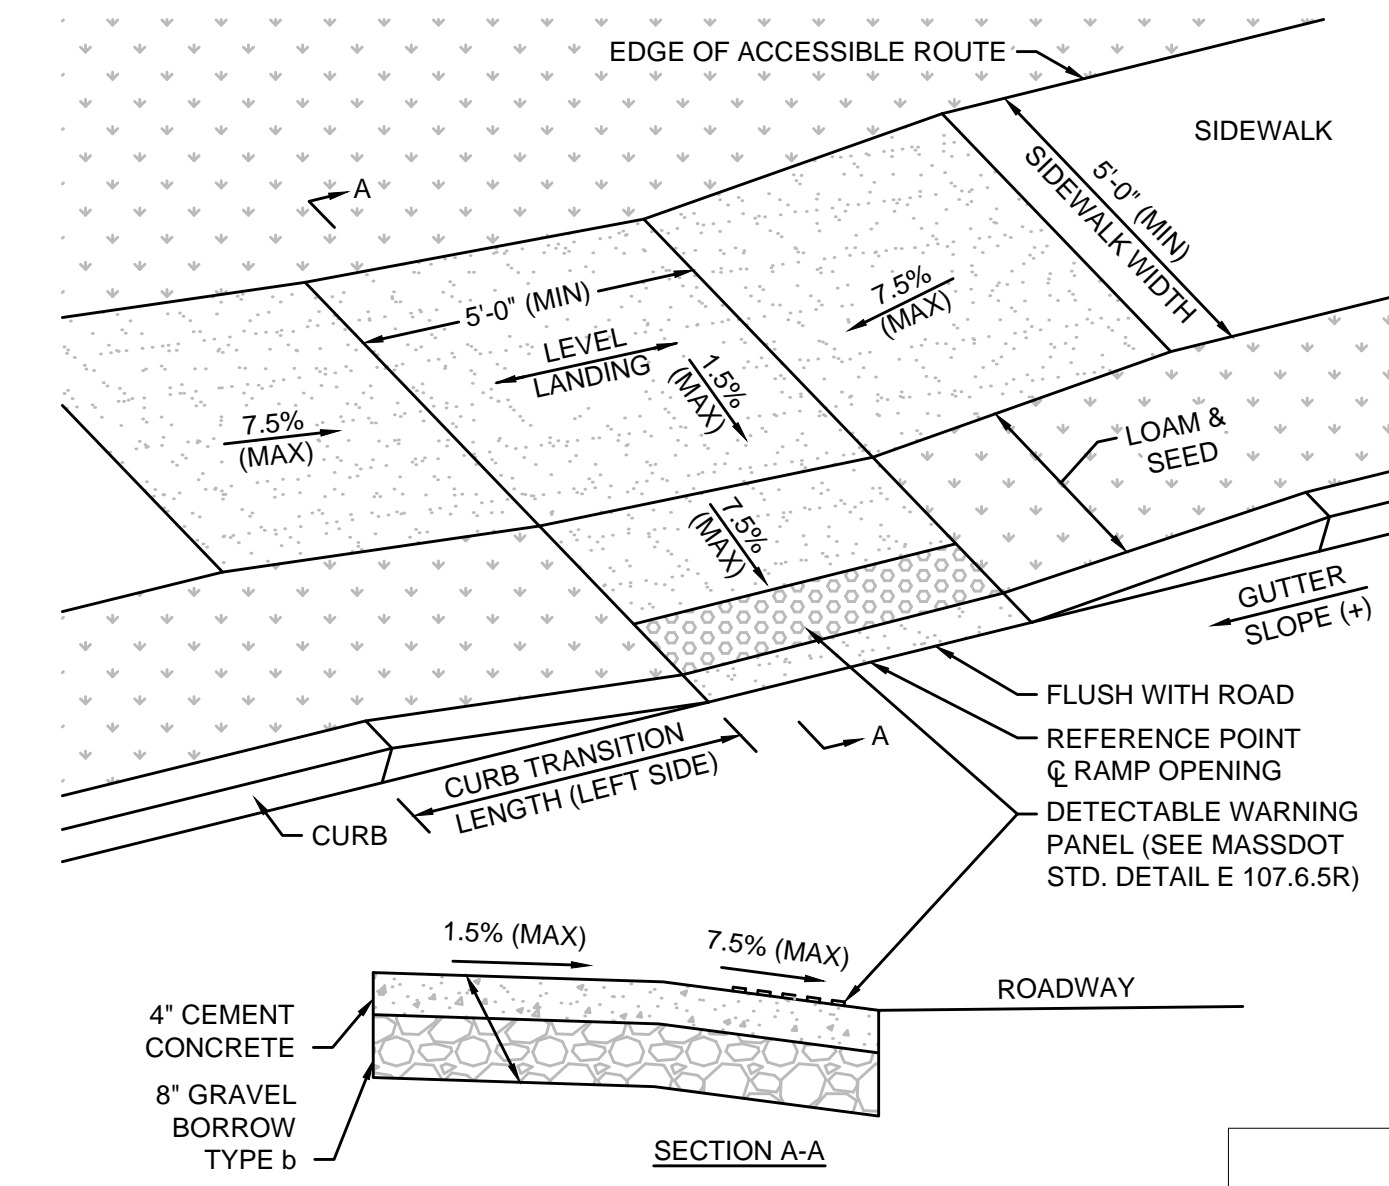 EDGE OF ACCESSIBLE ROUTE
SIDEWALK
A
5'-0" (MIN)
SIDEWALK WIDTH
5'-0" (MIN)
7.5%
(MAX)
LEVEL
LANDING
1.5%
(MAX)
7.5%
(MAX)
LOAM &
SEED
7.5%
(MAX)
GUTTER
SLOPE (+)
FLUSH WITH ROAD
REFERENCE POINT
℄ RAMP OPENING
A
CURB TRANSITION
LENGTH (LEFT SIDE)
CURB
DETECTABLE WARNING
PANEL (SEE MASSDOT
STD. DETAIL E 107.6.5R)
1.5% (MAX)
7.5% (MAX)
ROADWAY
4" CEMENT
CONCRETE
8" GRAVEL
BORROW
TYPE b
SECTION A-A